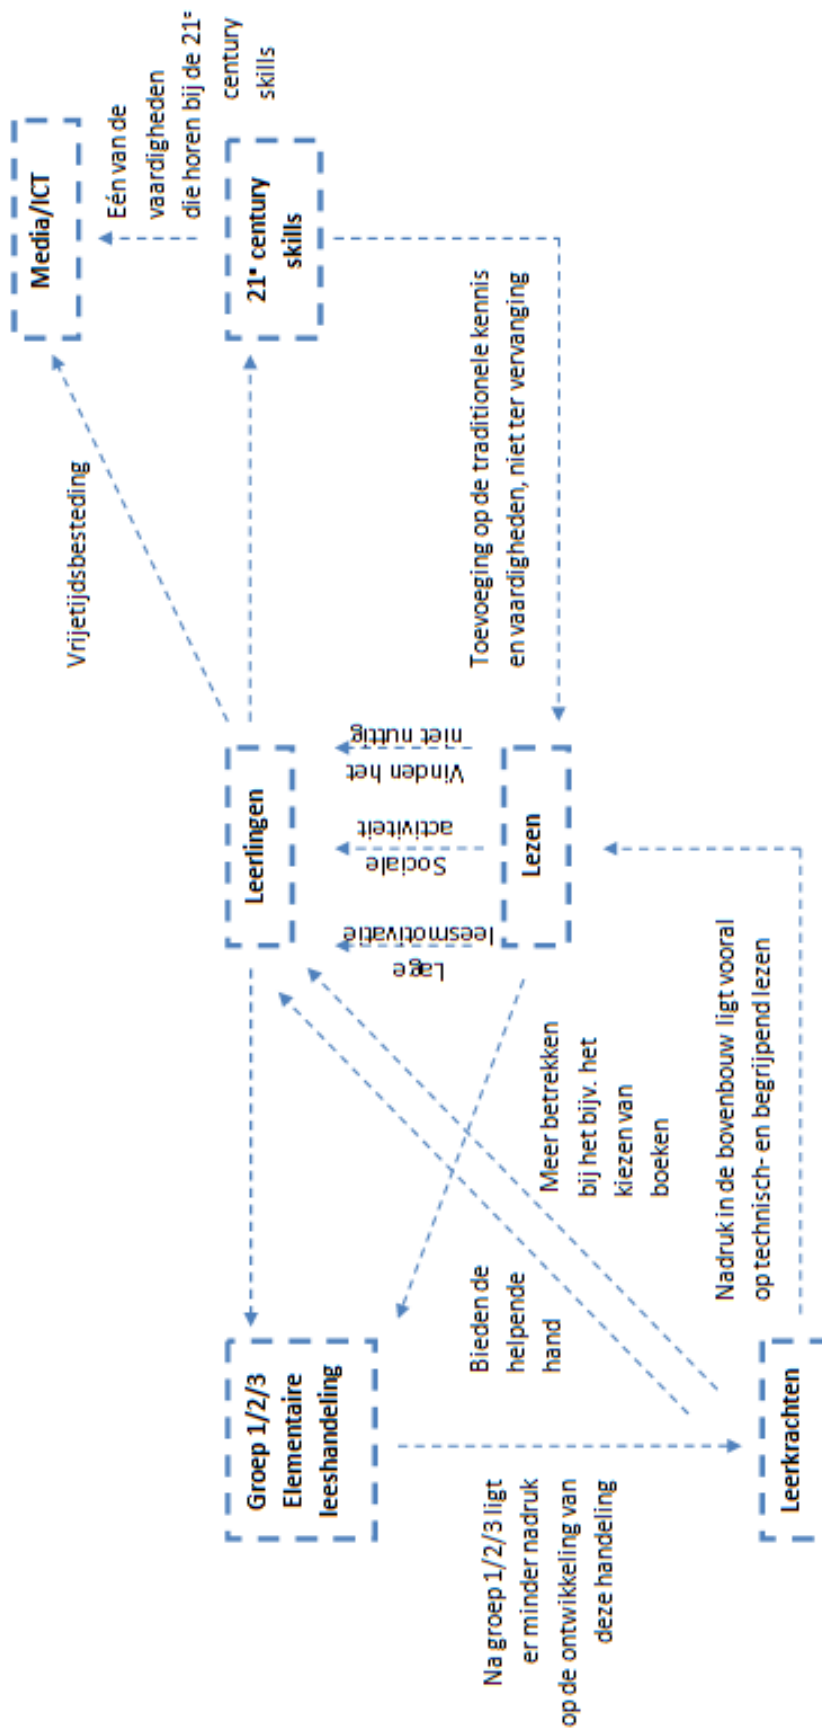 Media/ICT
Vrijetijdsbesteding
Eén van de
vaardigheden
die horen bij de 21e
century
skills
Groep 1/2/3
Elementaire
leeshandeling
Leerlingen
21e century
skills
Lage
leesmotivatie
Sociale
activiteit
Vinden het
niet nuttig
Na groep 1/2/3 ligt
er minder nadruk
op de ontwikkeling van
deze handeling
Bieden de
helpende
hand
Meer betrekken
bij het bijv. het
kiezen van
boeken
Lezen
Toevoeging op de traditionele kennis
en vaardigheden, niet ter vervanging
Leerkrachten
Nadruk in de bovenbouw ligt vooral
op technisch- en begrijpend lezen